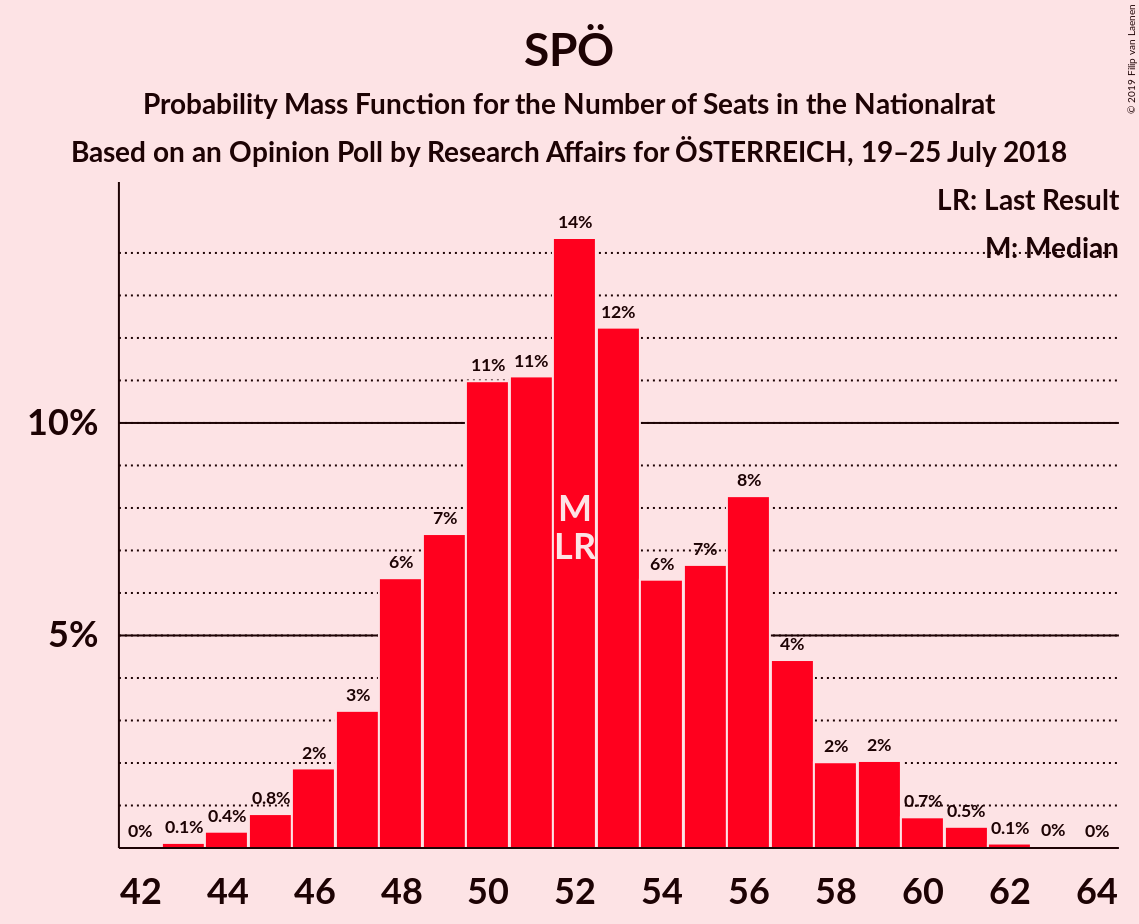 SPÖ
Probability Mass Function for the Number of Seats in the Nationalrat
Based on an Opinion Poll by Research Affairs for ÖSTERREICH, 19–25 July 2018
© 2019 Filip van Laenen
LR: Last Result
M: Median
10%
5%
0%
0.1%
0.4%
0.8%
2%
3%
6%
7%
11%
11%
14%
12%
6%
7%
8%
4%
2%
2%
0.7%
0.5%
0.1%
0%
0%
M
LR
42 44 46 48 50 52 54 56 58 60 62 64